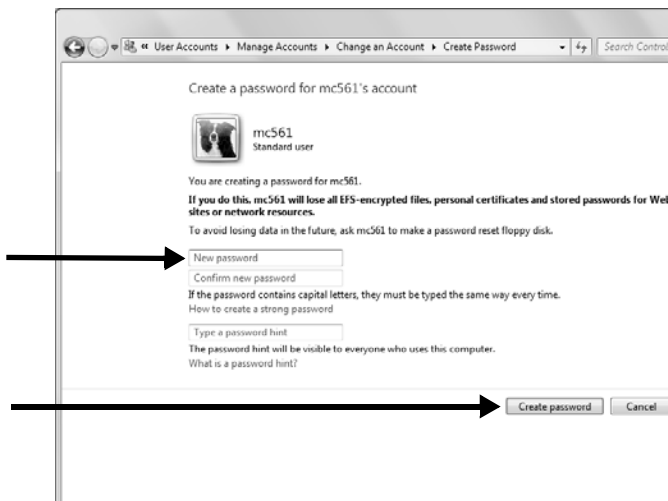 « User Accounts ▸ Manage Accounts ▸ Change an Account ▸ Create Password Search Control
Create a password for mc561's account
mc561
Standard user
You are creating a password for mc561.
If you do this, mc561 will lose all EFS-encrypted files, personal certificates and stored passwords for Web
sites or network resources.
To avoid losing data in the future, ask mc561 to make a password reset floppy disk.
New password
Confirm new password
If the password contains capital letters, they must be typed the same way every time.
How to create a strong password
Type a password hint
The password hint will be visible to everyone who uses this computer.
What is a password hint?
Create password Cancel